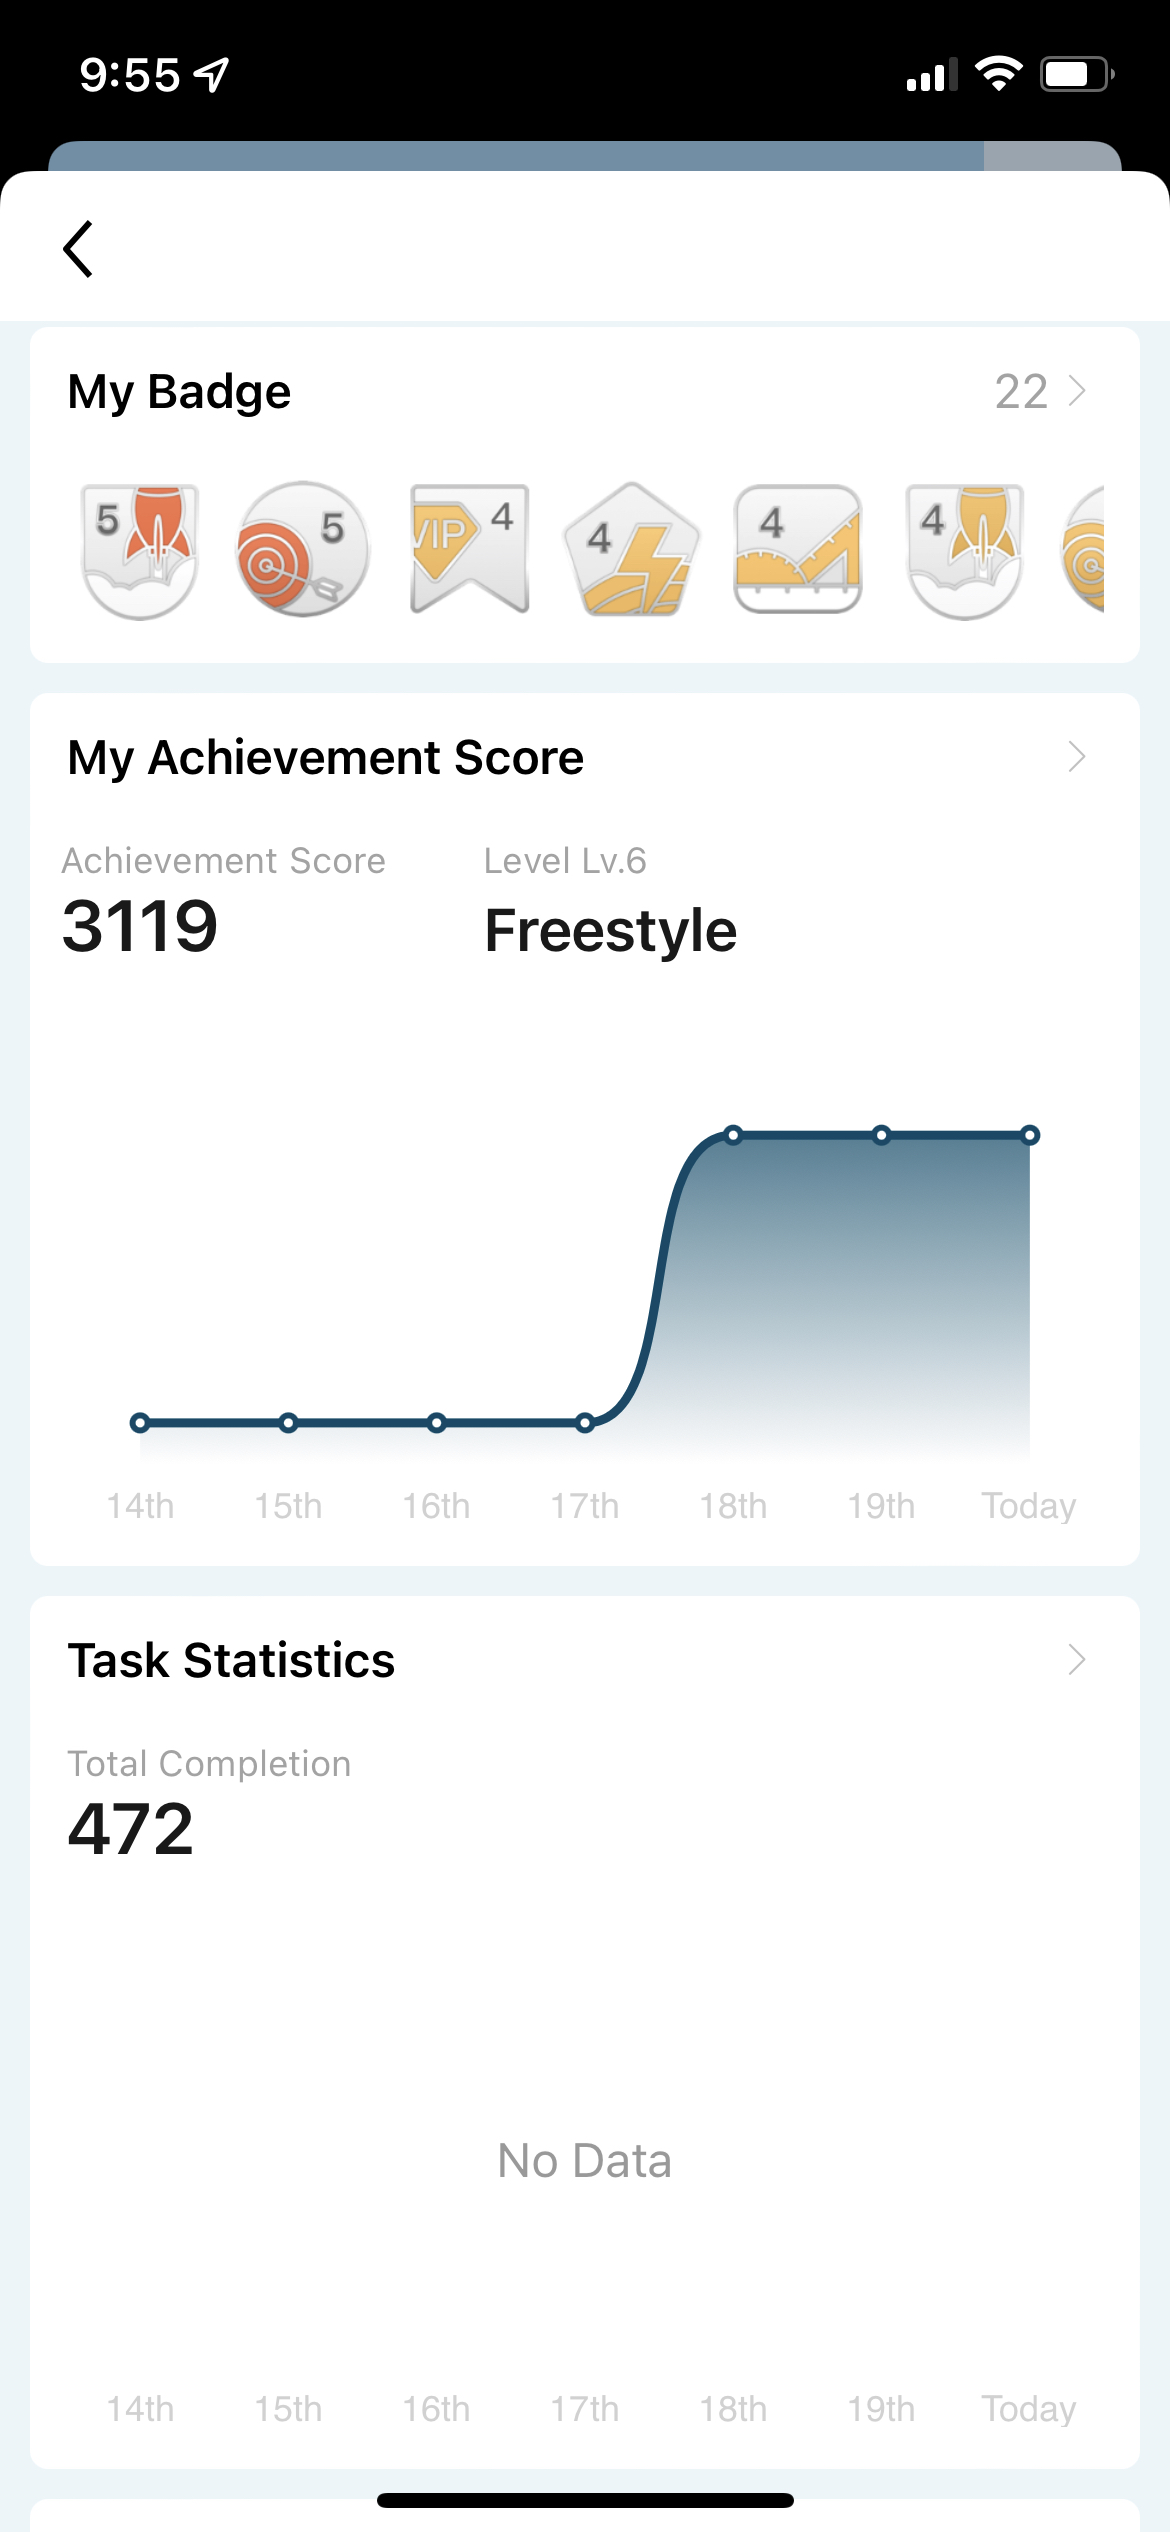 9:55
My Badge
22
5
5
VIP 4
4
4
4
My Achievement Score
Achievement Score
Level Lv.6
3119
Freestyle
14th 15th 16th 17th 18th 19th Today
Task Statistics
Total Completion
472
No Data
14th 15th 16th 17th 18th 19th Today